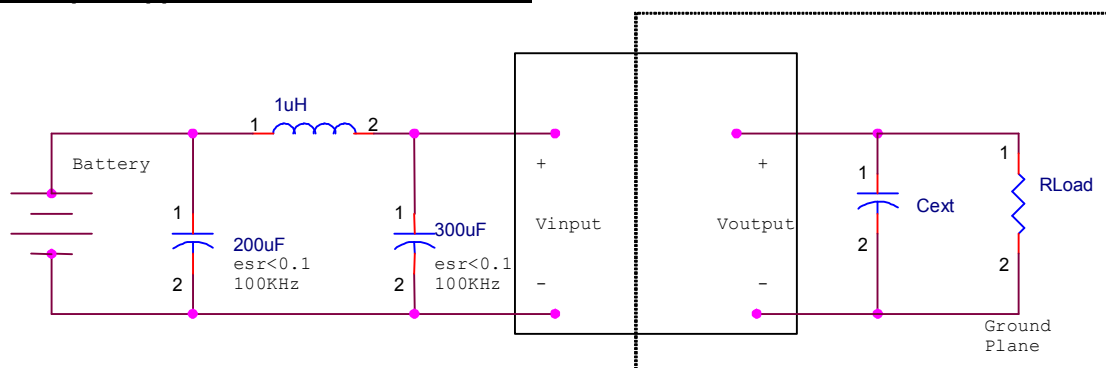 1uH
1
2
Battery
+
+
1
RLoad
1
Cext
Vinput
Voutput
1
200uF
esr<0.1
100KHz
2
1
300uF
esr<0.1
100KHz
2
2
2
-
-
Ground
Plane